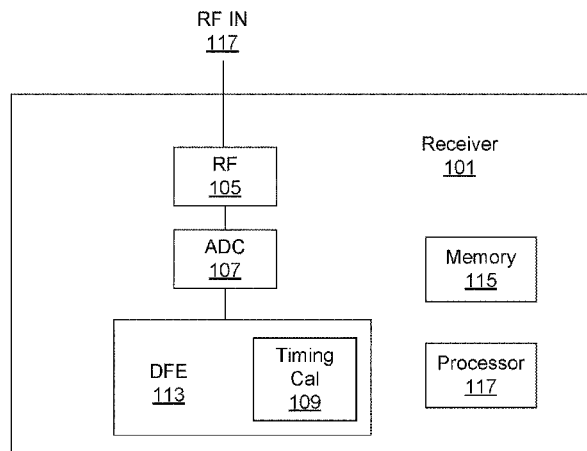 RF IN
117
Receiver
101
RF
105
ADC
107
Memory
115
DFE
113
Timing
Cal
109
Processor
117